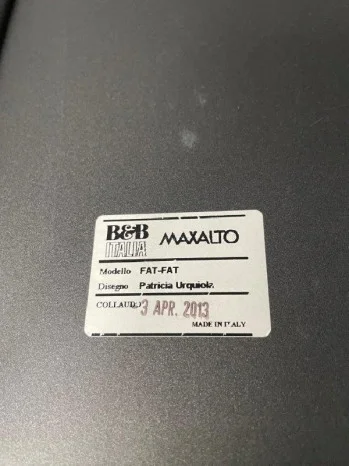 B&B ITALIA MAXALTO
Modello FAT-FAT
Disegno Patricia Urquiola
COLLAUDO 3 APR. 2013
MADE IN ITALY